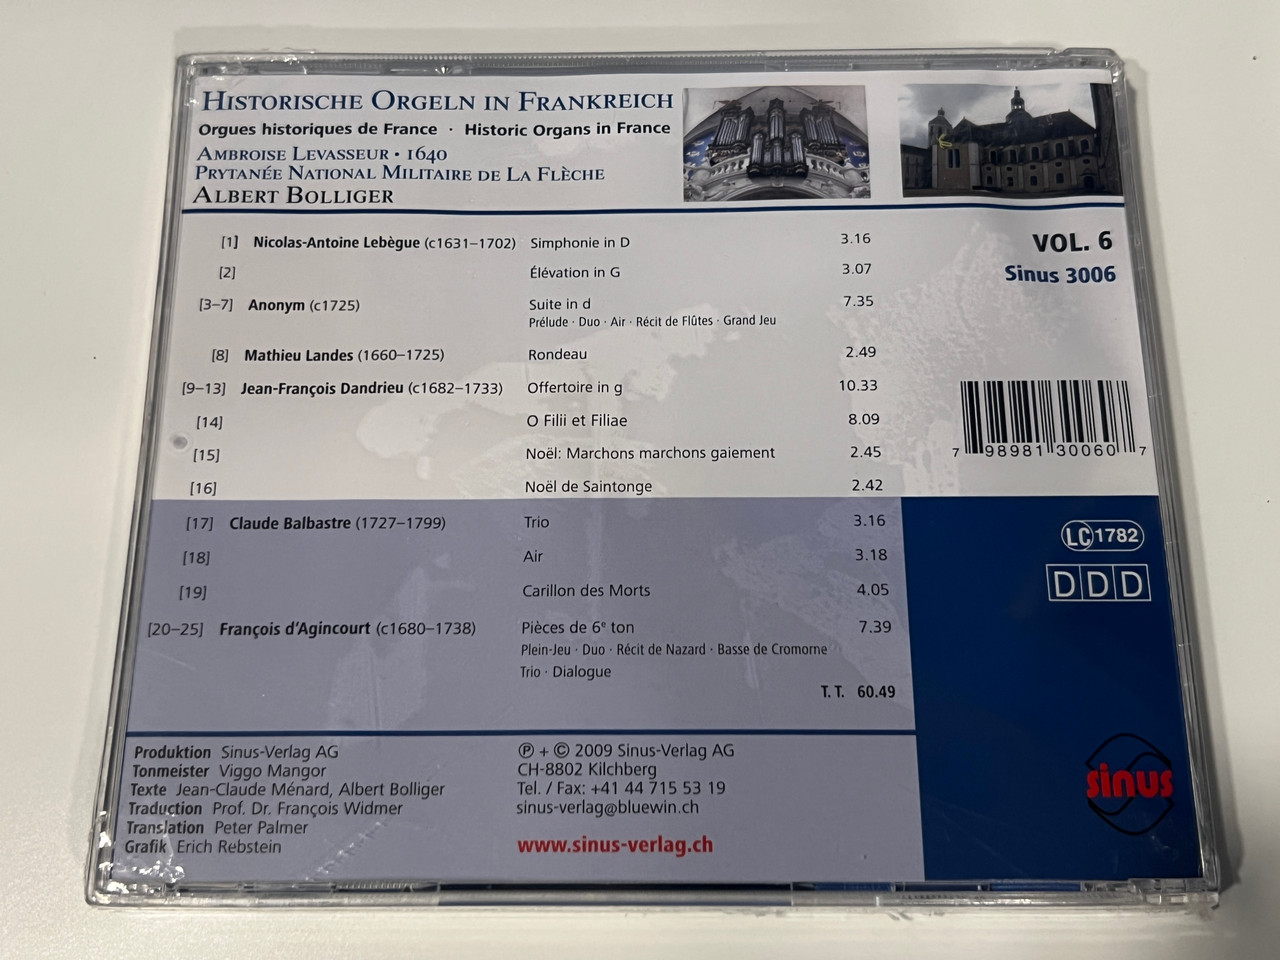 Historische Orgeln in Frankreich
Orgues historiques de France · Historic Organs in France
Ambroise Levasseur • 1640
Prytanée National Militaire de La Flèche
Albert Bolliger
[1] Nicolas-Antoine Lebègue (c1631–1702) Simphonie in D 3.16
[2] Élévation in G 3.07
[3–7] Anonym (c1725) Suite in d 7.35
Prélude · Duo · Air · Récit de Flûtes · Grand Jeu
[8] Mathieu Landes (1660–1725) Rondeau 2.49
[9–13] Jean-François Dandrieu (c1682–1733) Offertoire in g 10.33
[14] O Filii et Filiae 8.09
[15] Noël: Marchons marchons gaiement 2.45
[16] Noël de Saintonge 2.42
[17] Claude Balbastre (1727–1799) Trio 3.16
[18] Air 3.18
[19] Carillon des Morts 4.05
[20–25] François d'Agincourt (c1680–1738) Pièces de 6e ton 7.39
Plein-Jeu · Duo · Récit de Nazard · Basse de Cromorne
Trio · Dialogue
T. T. 60.49
VOL. 6
Sinus 3006
7 98981 30060 7
LC 1782
DDD
Produktion Sinus-Verlag AG
Tonmeister Viggo Mangor
Texte Jean-Claude Ménard, Albert Bolliger
Traduction Prof. Dr. François Widmer
Translation Peter Palmer
Grafik Erich Rebstein
℗ + © 2009 Sinus-Verlag AG
CH-8802 Kilchberg
Tel. / Fax: +41 44 715 53 19
sinus-verlag@bluewin.ch
www.sinus-verlag.ch
sinus